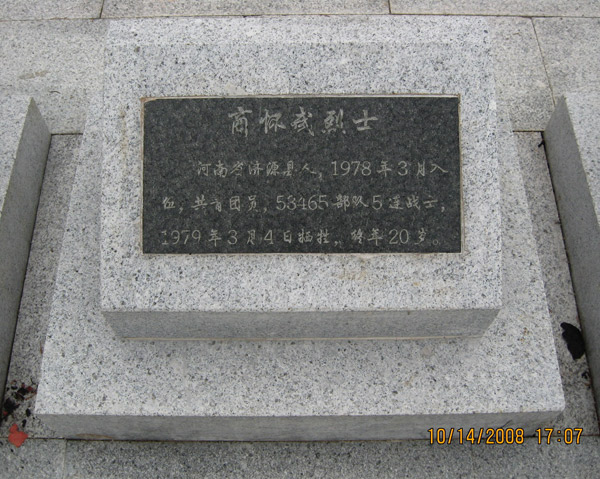 商怀武烈士
河南省济源县人，1978年3月入
伍，共青团员，53465部队5连战士，
1979年3月4日牺牲，终年20岁。
10/14/2008 17:07